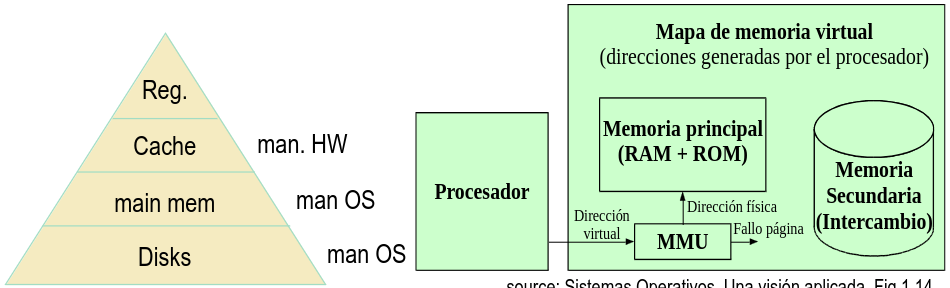 Reg.
Cache
man. HW
main mem
man OS
Disks
man OS
Procesador
Mapa de memoria virtual
(direcciones generadas por el procesador)
Memoria principal
(RAM + ROM)
Memoria
Secundaria
(Intercambio)
Dirección
virtual
Dirección física
MMU
Fallo página
source: Sistemas Operativos. Una visión aplicada. Fig 1.14